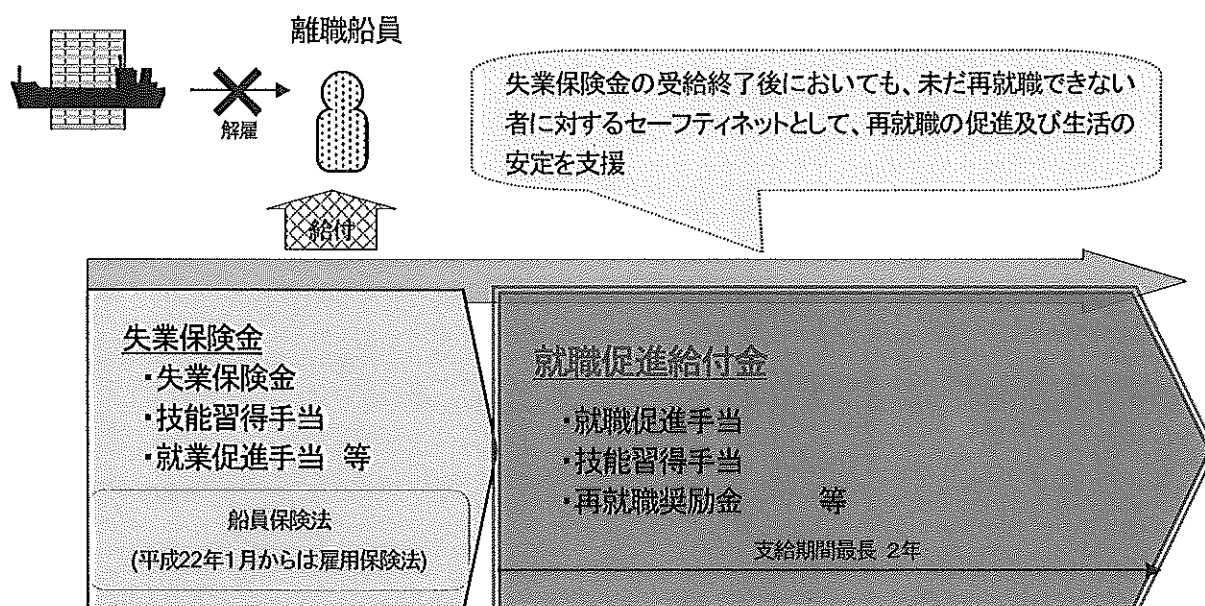 離職船員
解雇
給付
失業保険金の受給終了後においても、未だ再就職できない
者に対するセーフティネットとして、再就職の促進及び生活の
安定を支援
失業保険金
・失業保険金
・技能習得手当
・就業促進手当 等
船員保険法
(平成22年1月からは雇用保険法)
就職促進給付金
・就職促進手当
・技能習得手当
・再就職奨励金 等
支給期間最長 2年